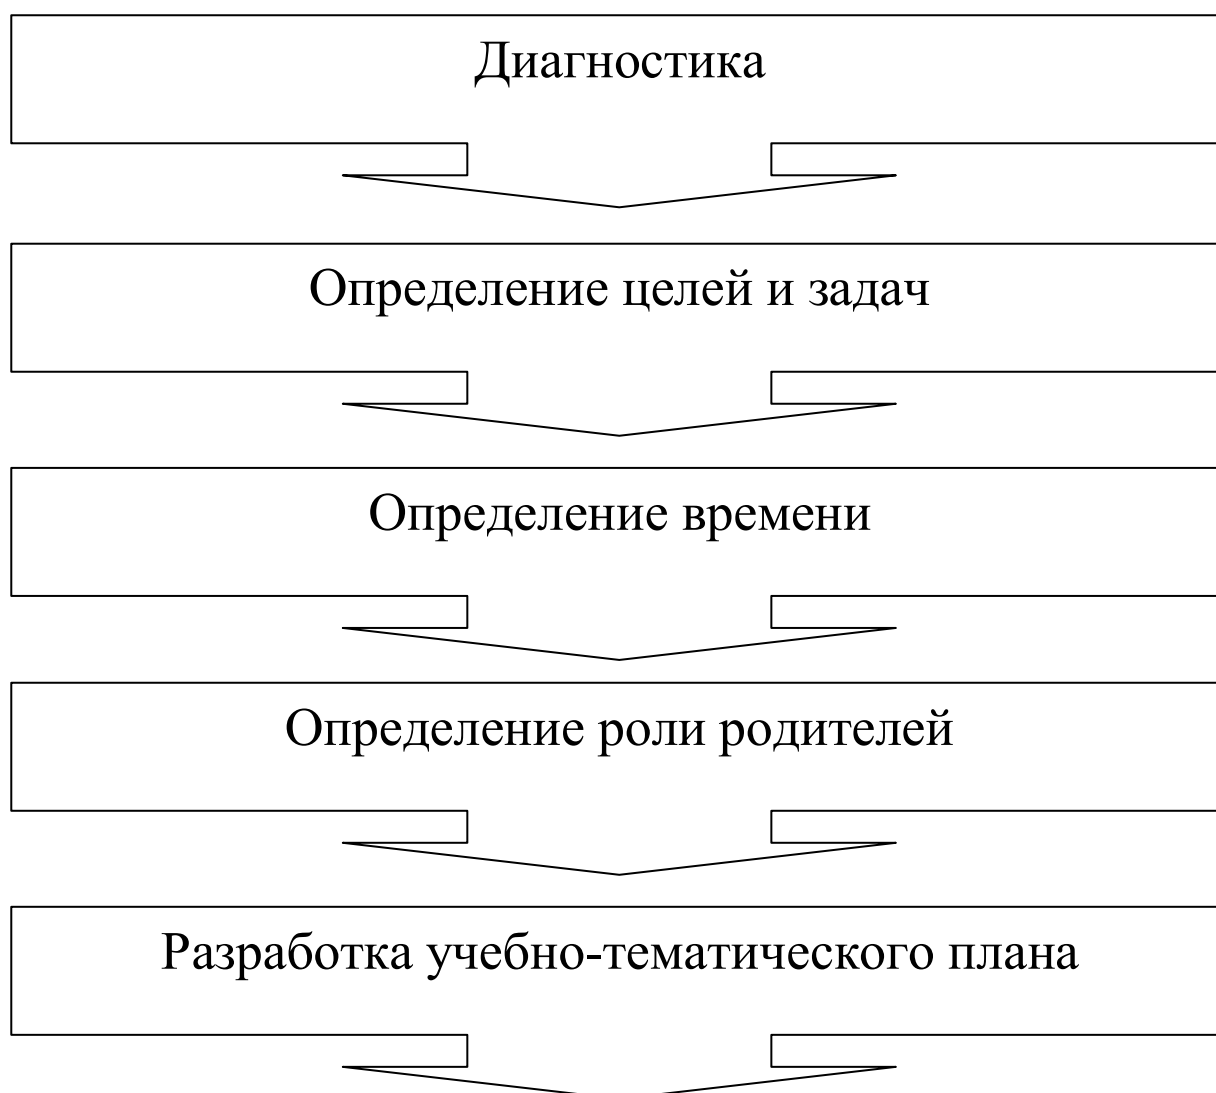 Диагностика
Определение целей и задач
Определение времени
Определение роли родителей
Разработка учебно-тематического плана